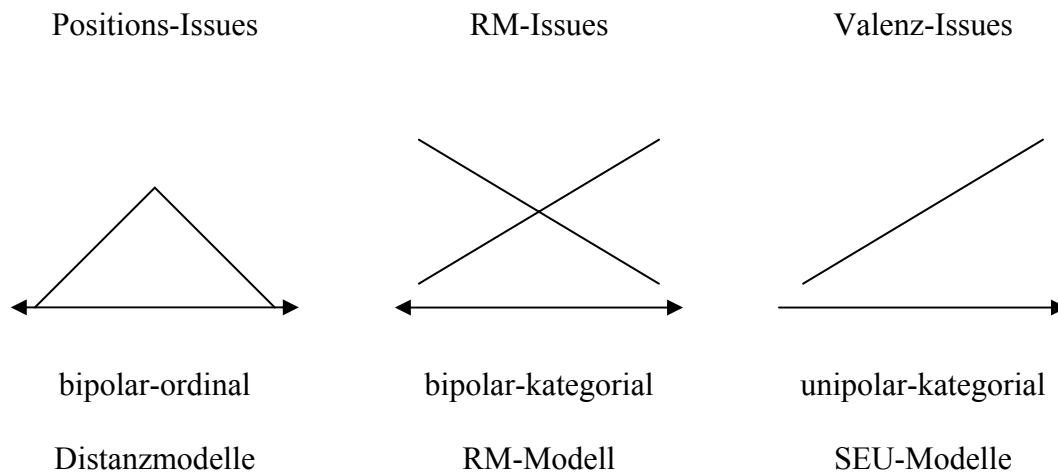 Positions-Issues RM-Issues Valenz-Issues
bipolar-ordinal bipolar-kategorial unipolar-kategorial
Distanzmodelle RM-Modell SEU-Modelle